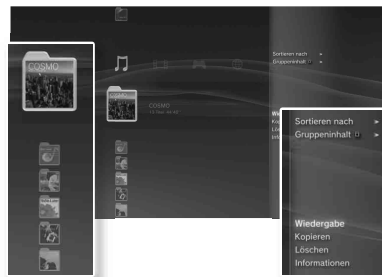 COSMO
Sortieren nach
Gruppeninhalt
COSMO
Sortieren nach
Gruppeninhalt
Wiedergabe
Kopieren
Löschen
Informationen